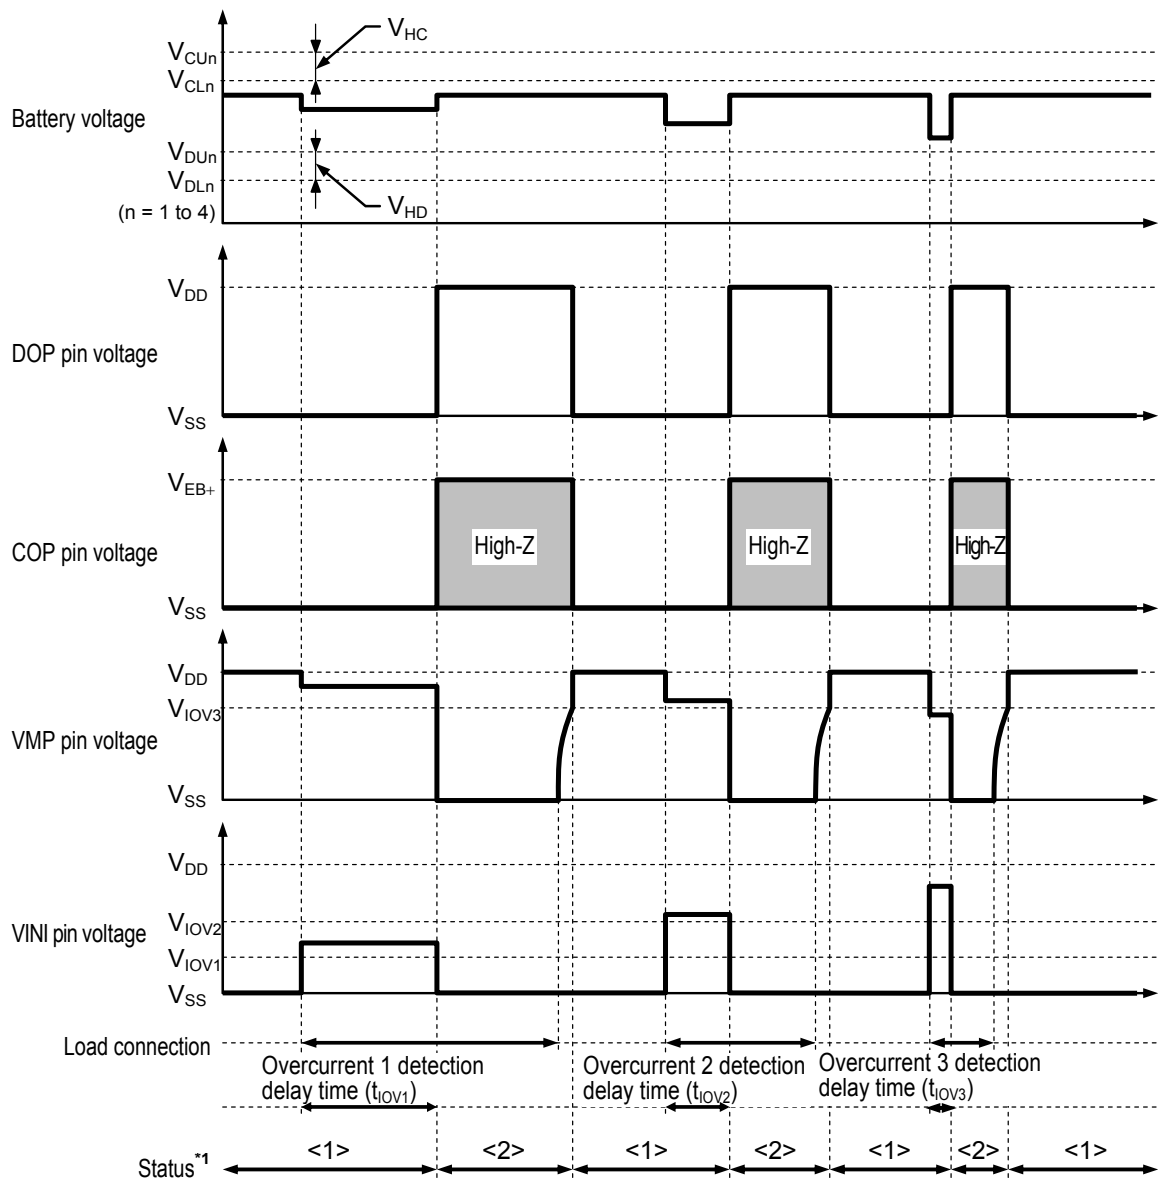 V_HC
V_CUn
V_CLn
Battery voltage
V_DUn
V_DLn
(n = 1 to 4)
V_HD
V_DD
DOP pin voltage
V_SS
V_EB+
COP pin voltage
High-Z High-Z High-Z
V_SS
V_DD
V_IOV3
VMP pin voltage
V_SS
V_DD
V_IOV2
VINI pin voltage
V_IOV1
V_SS
Load connection
Overcurrent 1 detection
delay time (t_IOV1)
Overcurrent 2 detection
delay time (t_IOV2)
Overcurrent 3 detection
delay time (t_IOV3)
Status*1
<1> <2> <1> <2> <1> <2> <1>